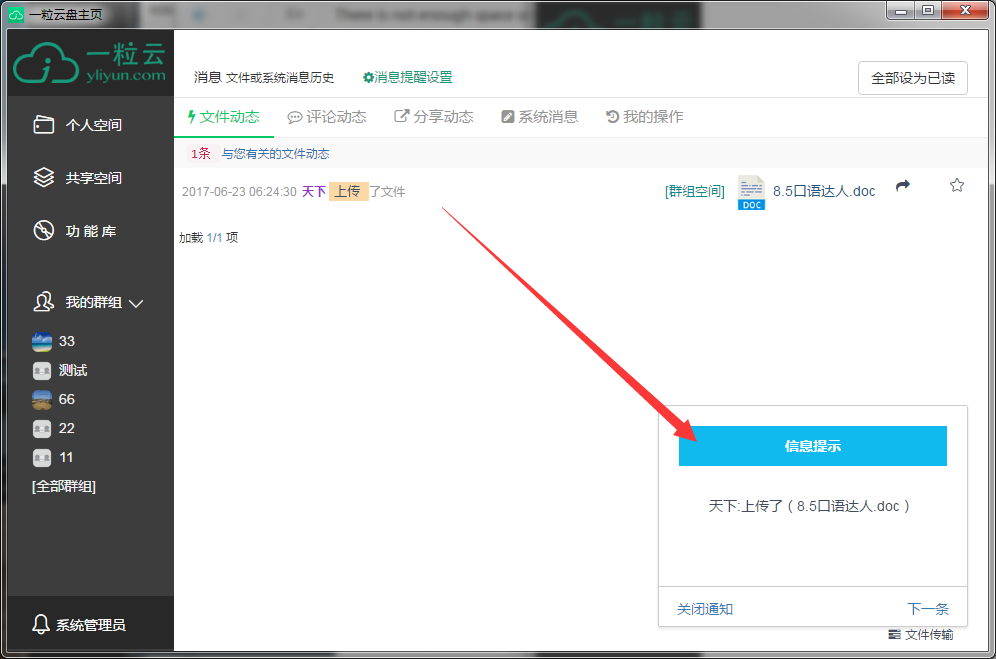 一粒云盘主页
There is not enough space o
一粒云
yliyun.com
消息 文件或系统消息历史 消息提醒设置
全部设为已读
文件动态 评论动态 分享动态 系统消息 我的操作
1条 与您有关的文件动态
2017-06-23 06:24:30 天下 上传 了文件 [群组空间] DOC 8.5口语达人.doc
加载 1/1 项
个人空间
共享空间
功 能 库
我的群组
33
测试
66
22
11
[全部群组]
系统管理员
信息提示
天下:上传了（8.5口语达人.doc）
关闭通知 下一条
文件传输